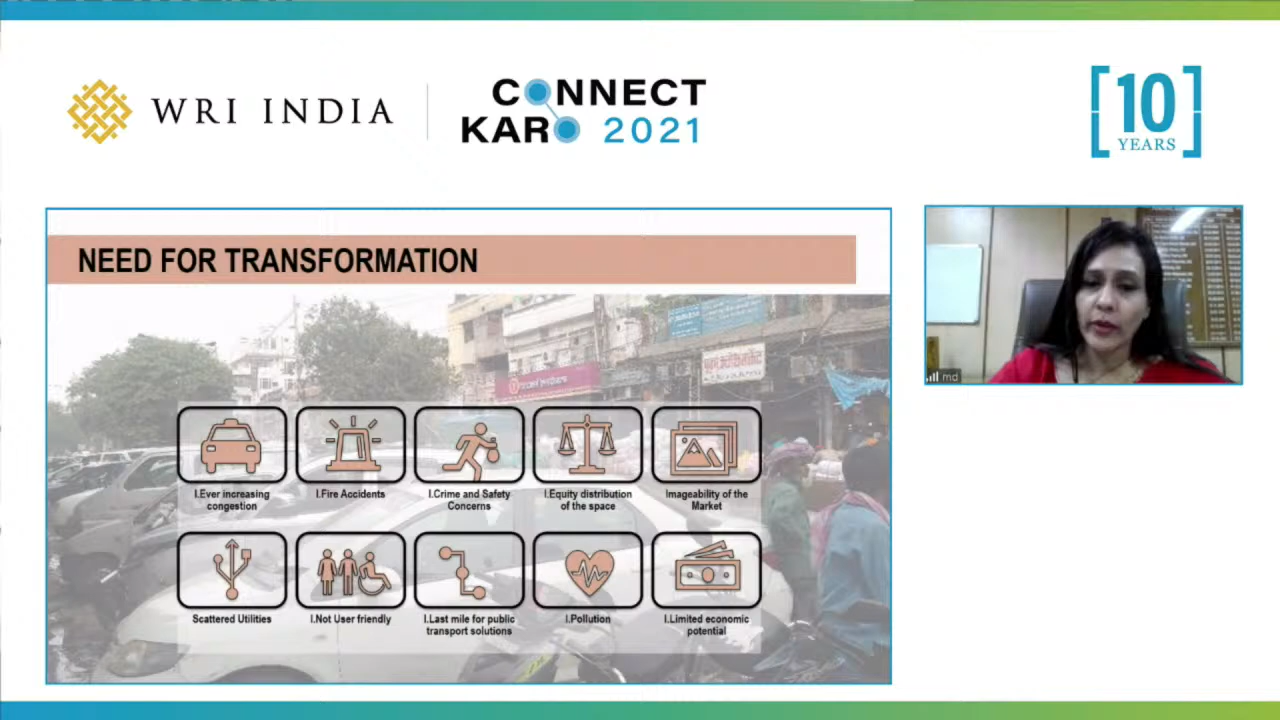 WRI INDIA
CONNECT
KARO 2021
10
YEARS
NEED FOR TRANSFORMATION
I.Ever increasing
congestion
I.Fire Accidents
I.Crime and Safety
Concerns
I.Equity distribution
of the space
Imageability of the
Market
Scattered Utilities
I.Not User friendly
I.Last mile for public
transport solutions
I.Pollution
I.Limited economic
potential
md